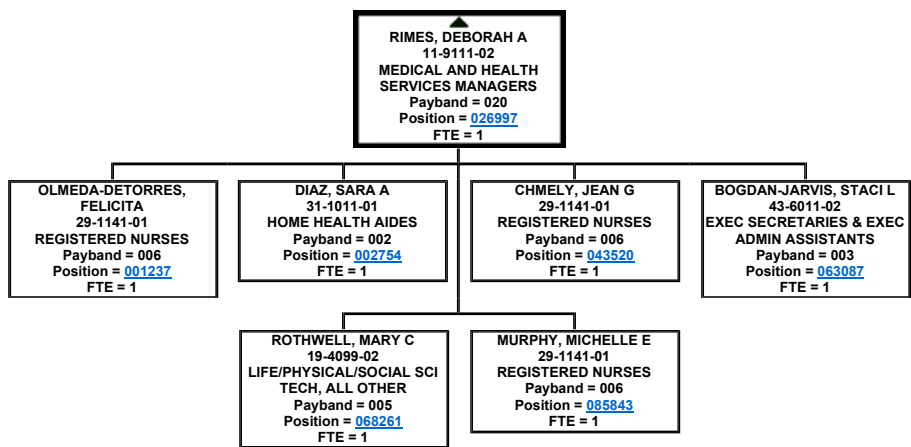 RIMES, DEBORAH A
11-9111-02
MEDICAL AND HEALTH
SERVICES MANAGERS
Payband = 020
Position = 026997
FTE = 1
OLMEDA-DETORRES,
FELICITA
29-1141-01
REGISTERED NURSES
Payband = 006
Position = 001237
FTE = 1
DIAZ, SARA A
31-1011-01
HOME HEALTH AIDES
Payband = 002
Position = 002754
FTE = 1
CHMELY, JEAN G
29-1141-01
REGISTERED NURSES
Payband = 006
Position = 043520
FTE = 1
BOGDAN-JARVIS, STACI L
43-6011-02
EXEC SECRETARIES & EXEC
ADMIN ASSISTANTS
Payband = 003
Position = 063087
FTE = 1
ROTHWELL, MARY C
19-4099-02
LIFE/PHYSICAL/SOCIAL SCI
TECH, ALL OTHER
Payband = 005
Position = 068261
FTE = 1
MURPHY, MICHELLE E
29-1141-01
REGISTERED NURSES
Payband = 006
Position = 085843
FTE = 1